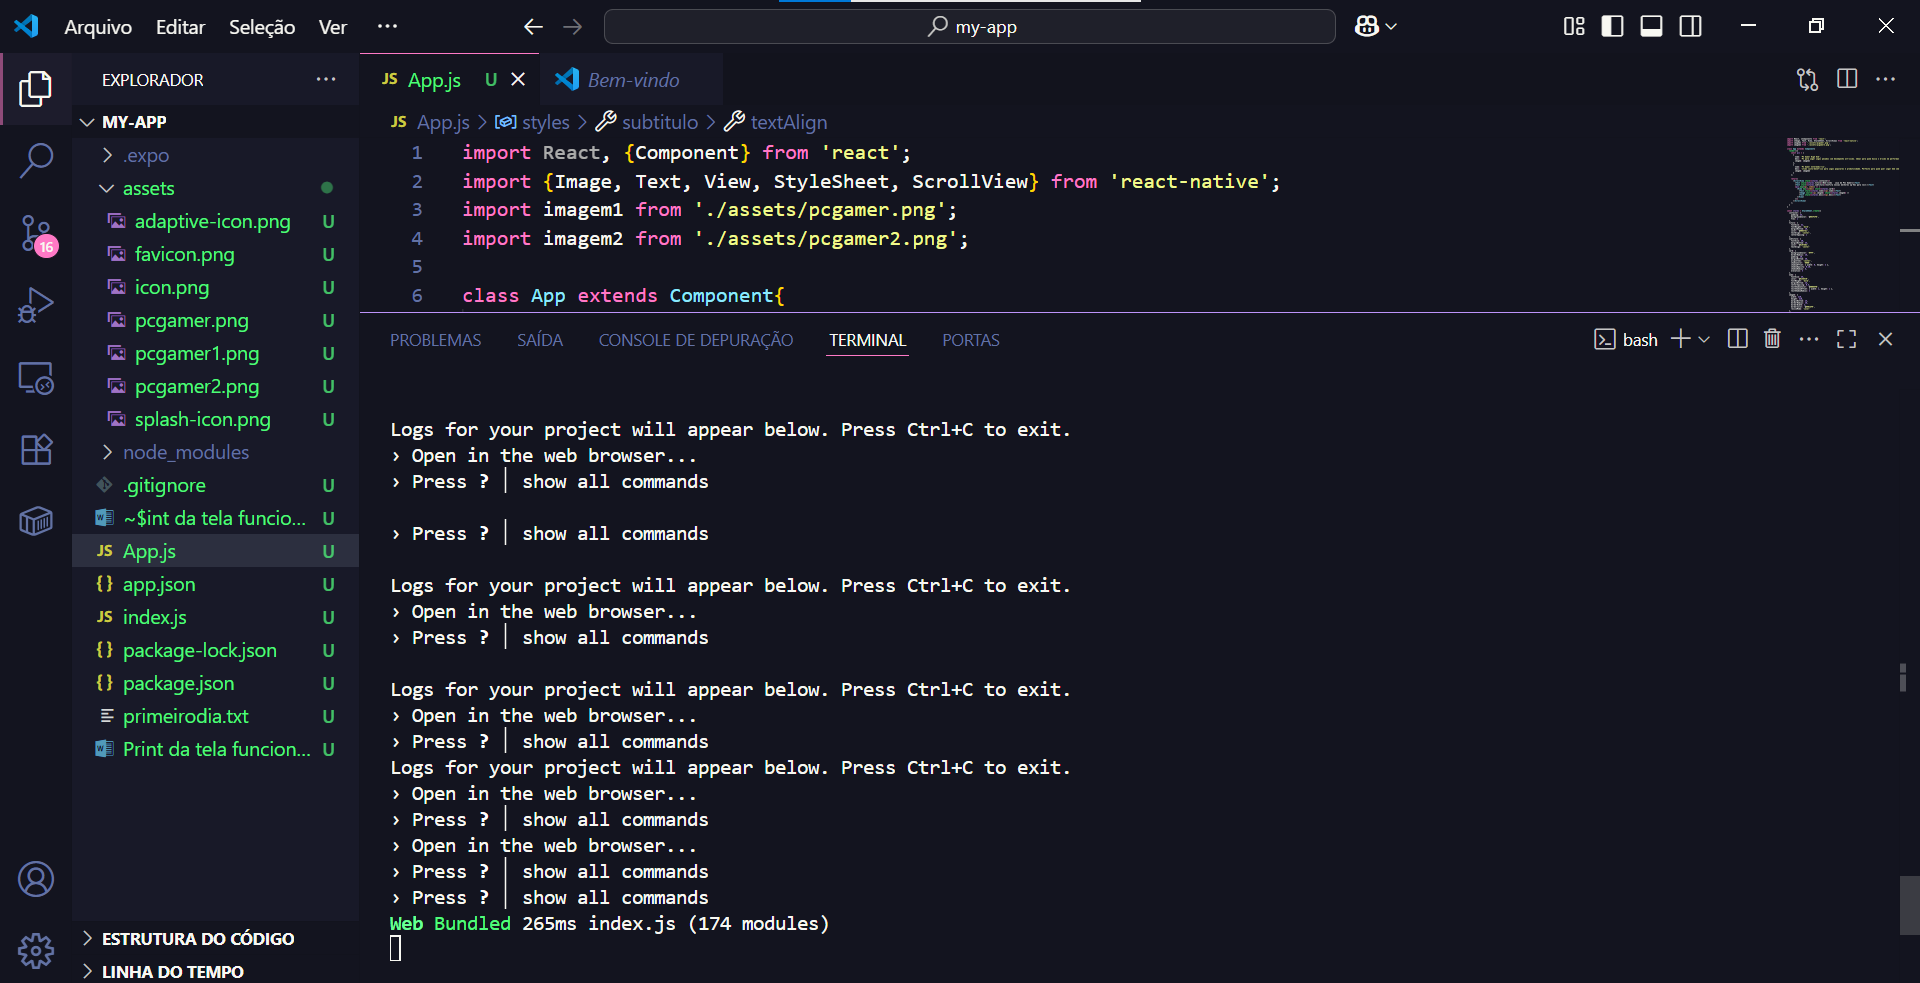 Arquivo Editar Seleção Ver ··· my-app
EXPLORADOR ···
MY-APP
.expo
assets
adaptive-icon.png U
favicon.png U
icon.png U
pcgamer.png U
pcgamer1.png U
pcgamer2.png U
splash-icon.png U
node_modules
.gitignore U
~$int da tela funcio... U
JS App.js U
{} app.json U
JS index.js U
{} package-lock.json U
{} package.json U
primeirodia.txt U
Print da tela funcion... U
ESTRUTURA DO CÓDIGO
LINHA DO TEMPO
16
JS App.js U
Bem-vindo
JS App.js > styles > subtitulo > textAlign
1 import React, {Component} from 'react';
2 import {Image, Text, View, StyleSheet, ScrollView} from 'react-native';
3 import imagem1 from './assets/pcgamer.png';
4 import imagem2 from './assets/pcgamer2.png';
5
6 class App extends Component{
PROBLEMAS SAÍDA CONSOLE DE DEPURAÇÃO TERMINAL PORTAS
bash
Logs for your project will appear below. Press Ctrl+C to exit.
› Open in the web browser...
› Press ? │ show all commands
› Press ? │ show all commands
Logs for your project will appear below. Press Ctrl+C to exit.
› Open in the web browser...
› Press ? │ show all commands
Logs for your project will appear below. Press Ctrl+C to exit.
› Open in the web browser...
› Press ? │ show all commands
Logs for your project will appear below. Press Ctrl+C to exit.
› Open in the web browser...
› Press ? │ show all commands
› Open in the web browser...
› Press ? │ show all commands
› Press ? │ show all commands
Web Bundled 265ms index.js (174 modules)